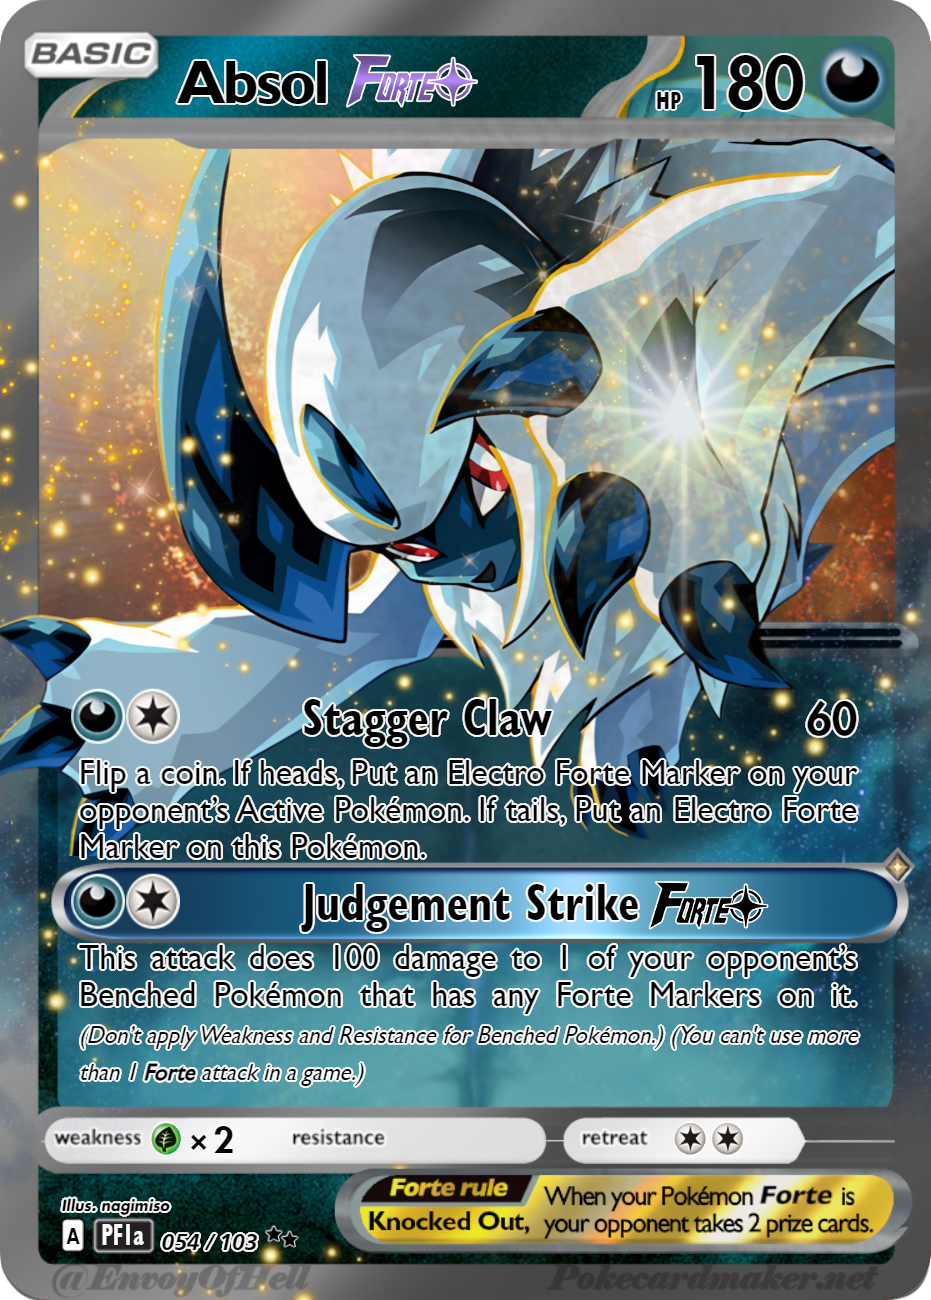 BASIC
Absol FORTE HP 180
Stagger Claw 60
Flip a coin. If heads, Put an Electro Forte Marker on your
opponent's Active Pokémon. If tails, Put an Electro Forte
Marker on this Pokémon.
Judgement Strike FORTE
This attack does 100 damage to 1 of your opponent's
Benched Pokémon that has any Forte Markers on it.
(Don't apply Weakness and Resistance for Benched Pokémon.) (You can't use more
than 1 Forte attack in a game.)
weakness ×2 resistance retreat
Forte rule When your Pokémon Forte is
Knocked Out, your opponent takes 2 prize cards.
Illus. nagimiso
A PF1a 054 / 103
@EnvoyOfHell Pokecardmaker.net